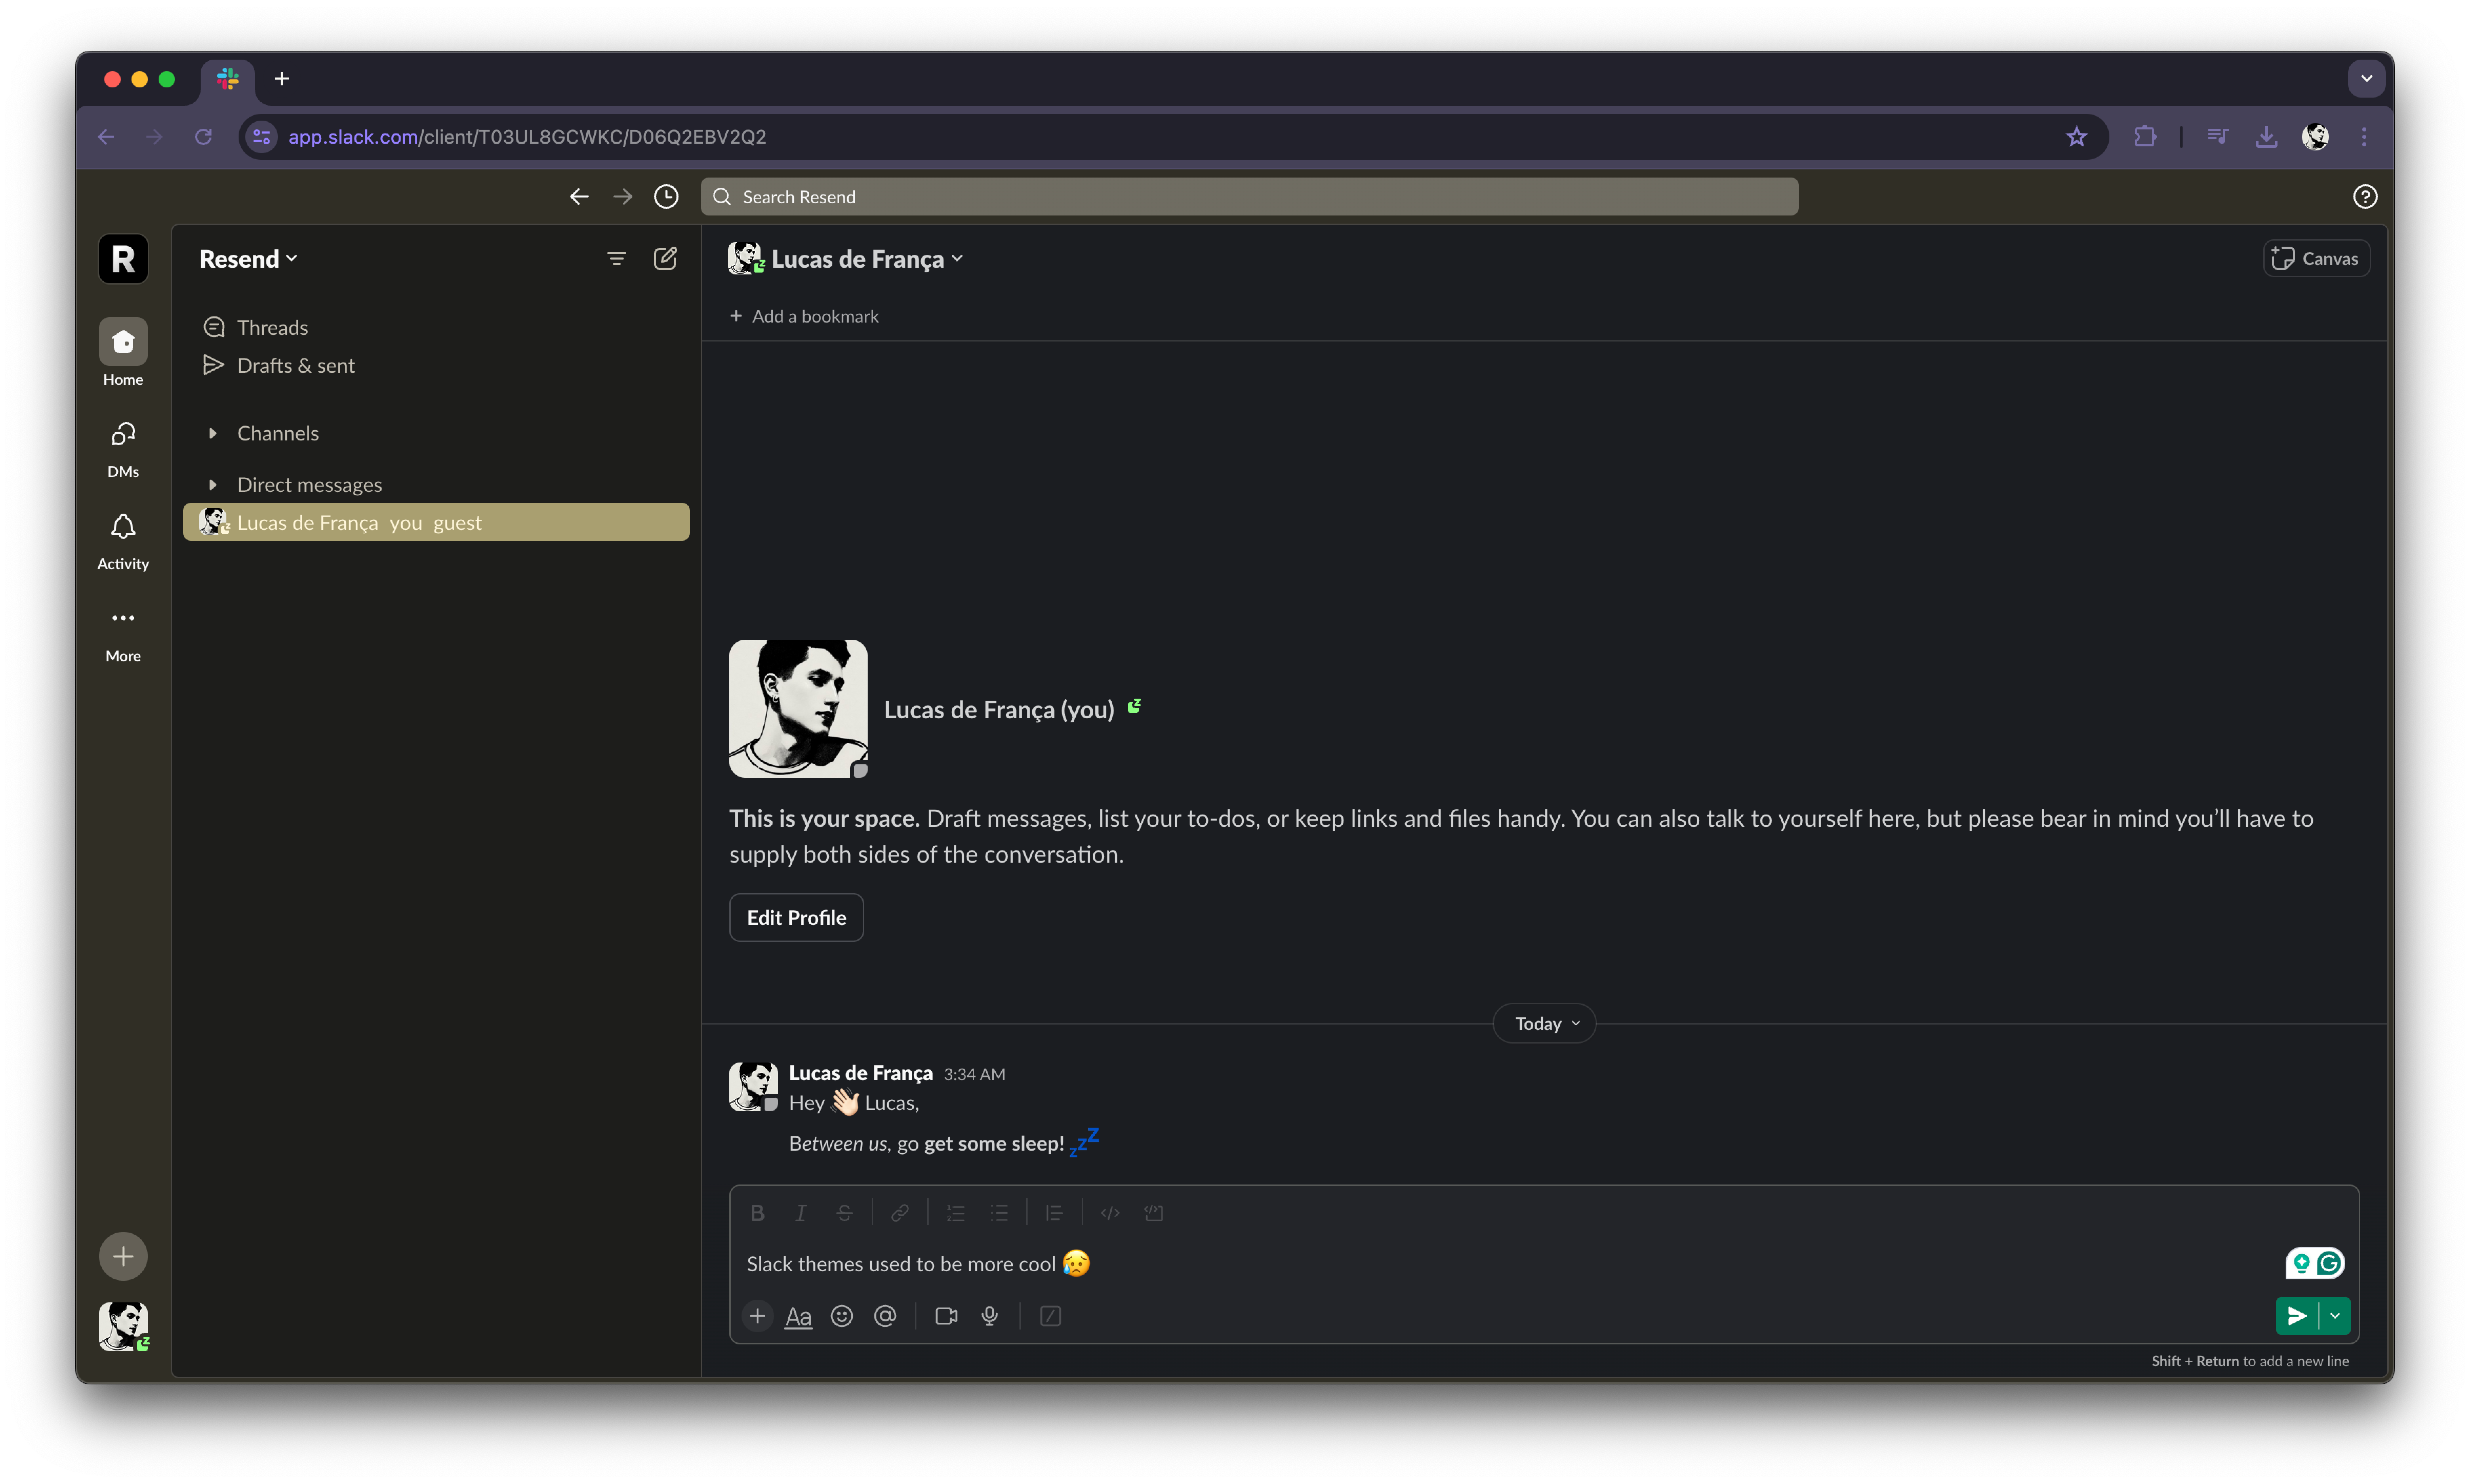 app.slack.com/client/T03UL8GCWKC/D06Q2EBV2Q2
Search Resend
R
Resend
Home
DMs
Activity
More
Threads
Drafts & sent
Channels
Direct messages
Lucas de França you guest
Lucas de França
Canvas
+ Add a bookmark
Lucas de França (you)
This is your space. Draft messages, list your to-dos, or keep links and files handy. You can also talk to yourself here, but please bear in mind you’ll have to
supply both sides of the conversation.
Edit Profile
Today
Lucas de França 3:34 AM
Hey 👋🏻 Lucas,
Between us, go get some sleep! 💤
B I S
Slack themes used to be more cool 😥
Aa
Shift + Return to add a new line